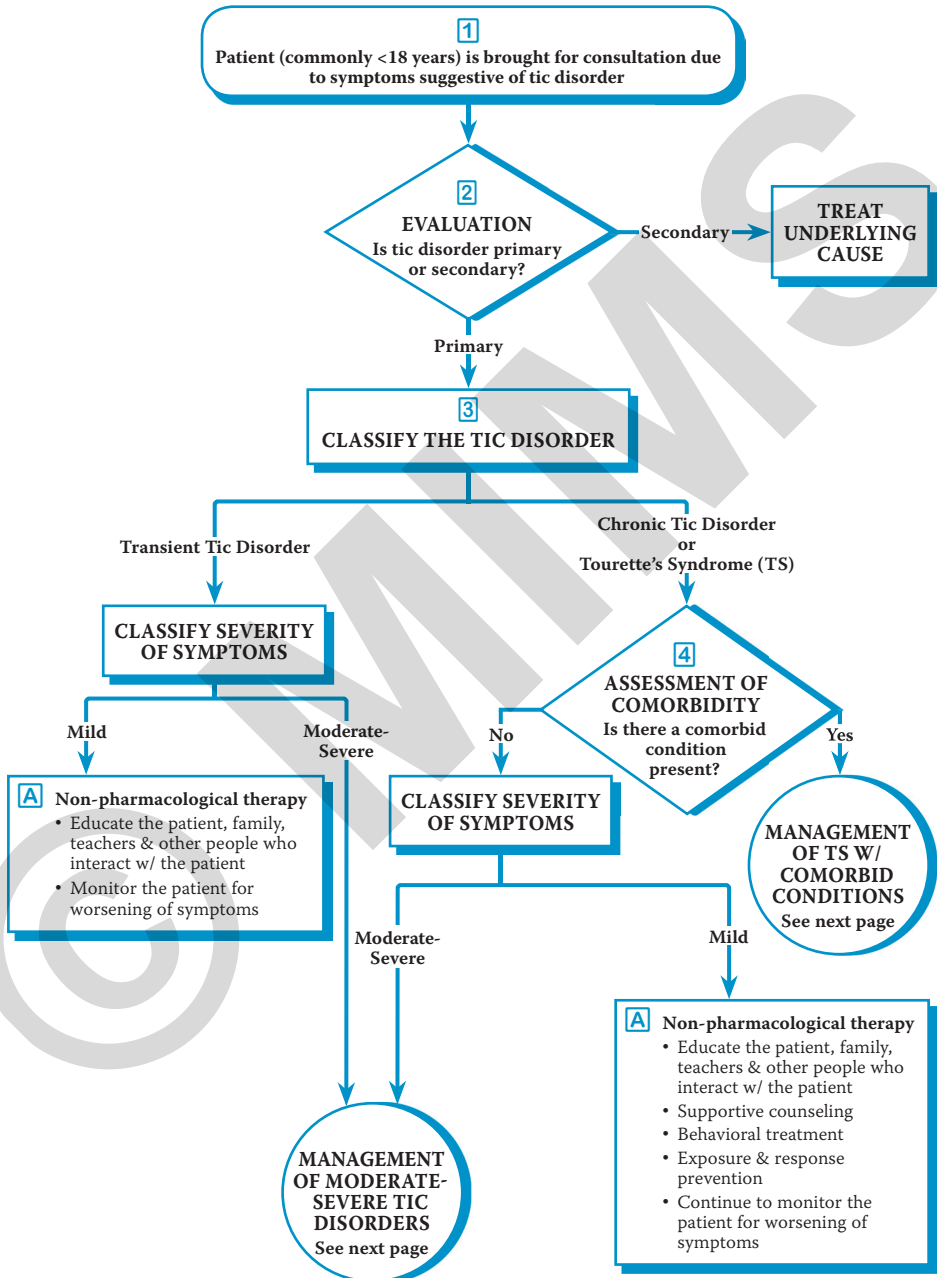 1
Patient (commonly <18 years) is brought for consultation due
to symptoms suggestive of tic disorder
2
EVALUATION
Is tic disorder primary
or secondary?
Secondary
TREAT
UNDERLYING
CAUSE
Primary
3
CLASSIFY THE TIC DISORDER
Transient Tic Disorder
Chronic Tic Disorder
or
Tourette's Syndrome (TS)
CLASSIFY SEVERITY
OF SYMPTOMS
4
ASSESSMENT OF
COMORBIDITY
Is there a comorbid
condition
present?
Mild
Moderate-
Severe
No
Yes
A Non-pharmacological therapy
• Educate the patient, family,
teachers & other people who
interact w/ the patient
• Monitor the patient for
worsening of symptoms
CLASSIFY SEVERITY
OF SYMPTOMS
MANAGEMENT
OF TS W/
COMORBID
CONDITIONS
See next page
Moderate-
Severe
Mild
A Non-pharmacological therapy
• Educate the patient, family,
teachers & other people who
interact w/ the patient
• Supportive counseling
• Behavioral treatment
• Exposure & response
prevention
• Continue to monitor the
patient for worsening of
symptoms
MANAGEMENT
OF MODERATE-
SEVERE TIC
DISORDERS
See next page
© MIMS